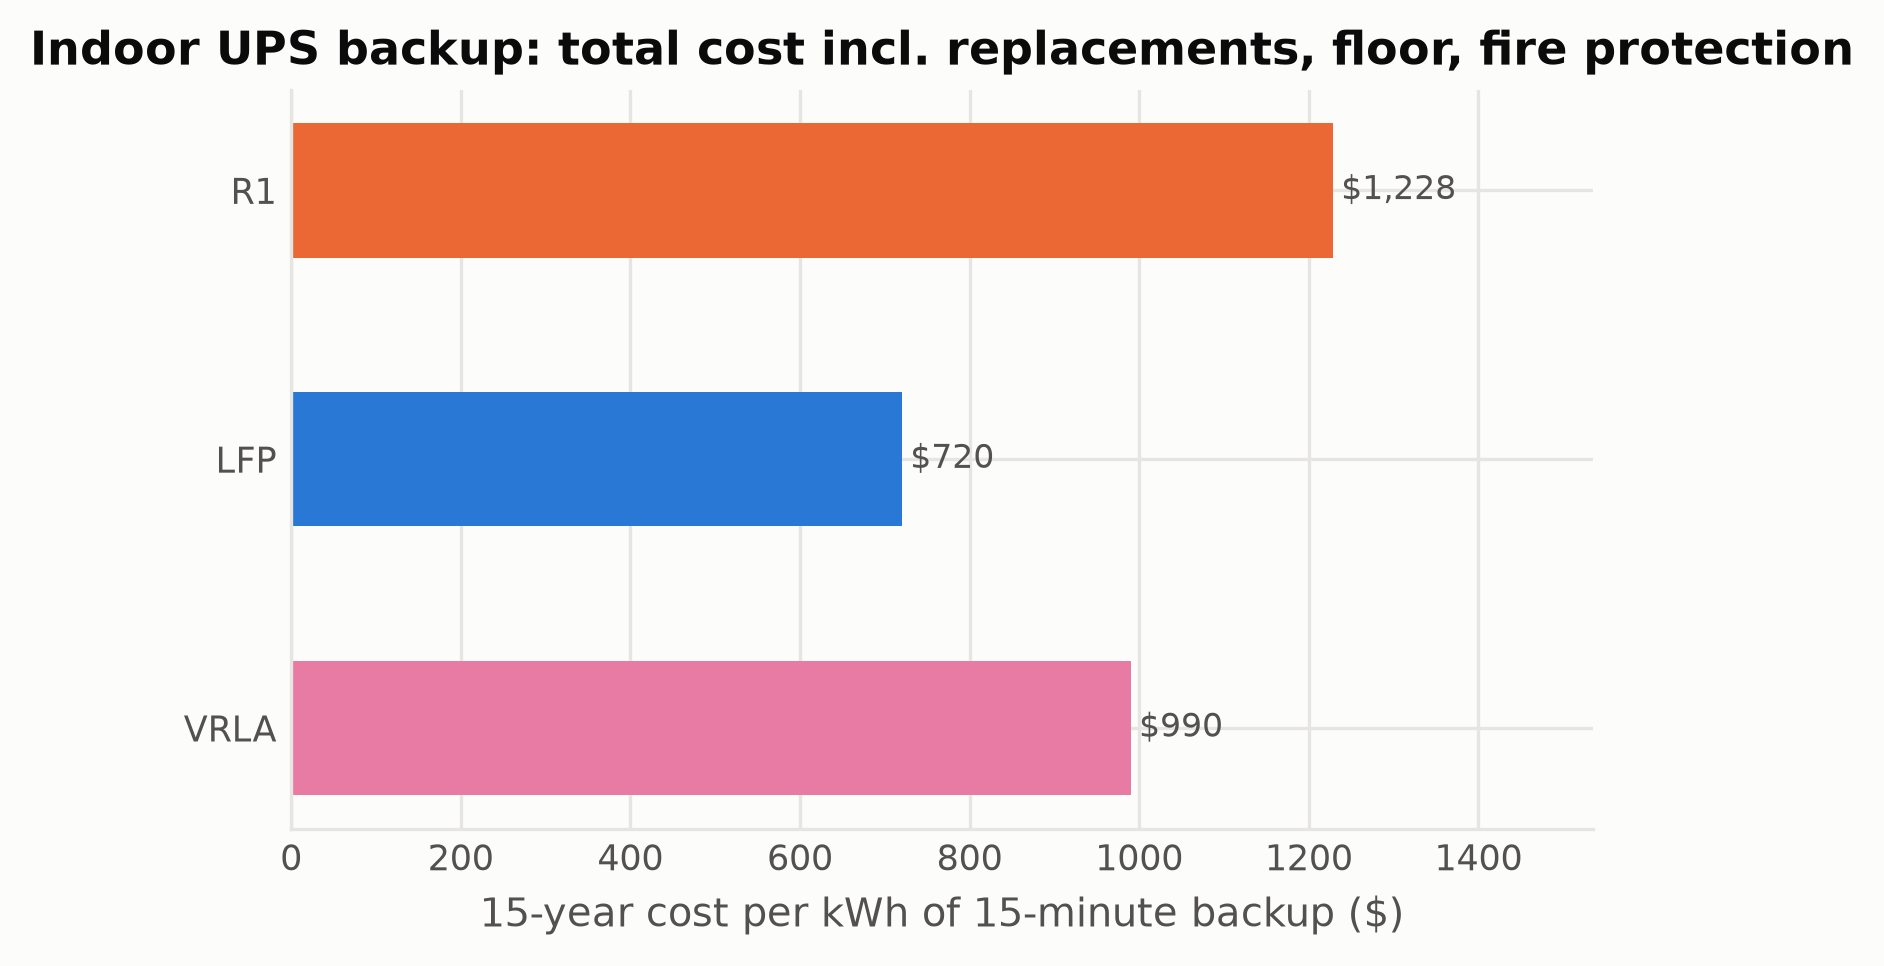 Indoor UPS backup: total cost incl. replacements, floor, fire protection
R1
$1,228
LFP
$720
VRLA
$990
0 200 400 600 800 1000 1200 1400
15-year cost per kWh of 15-minute backup ($)